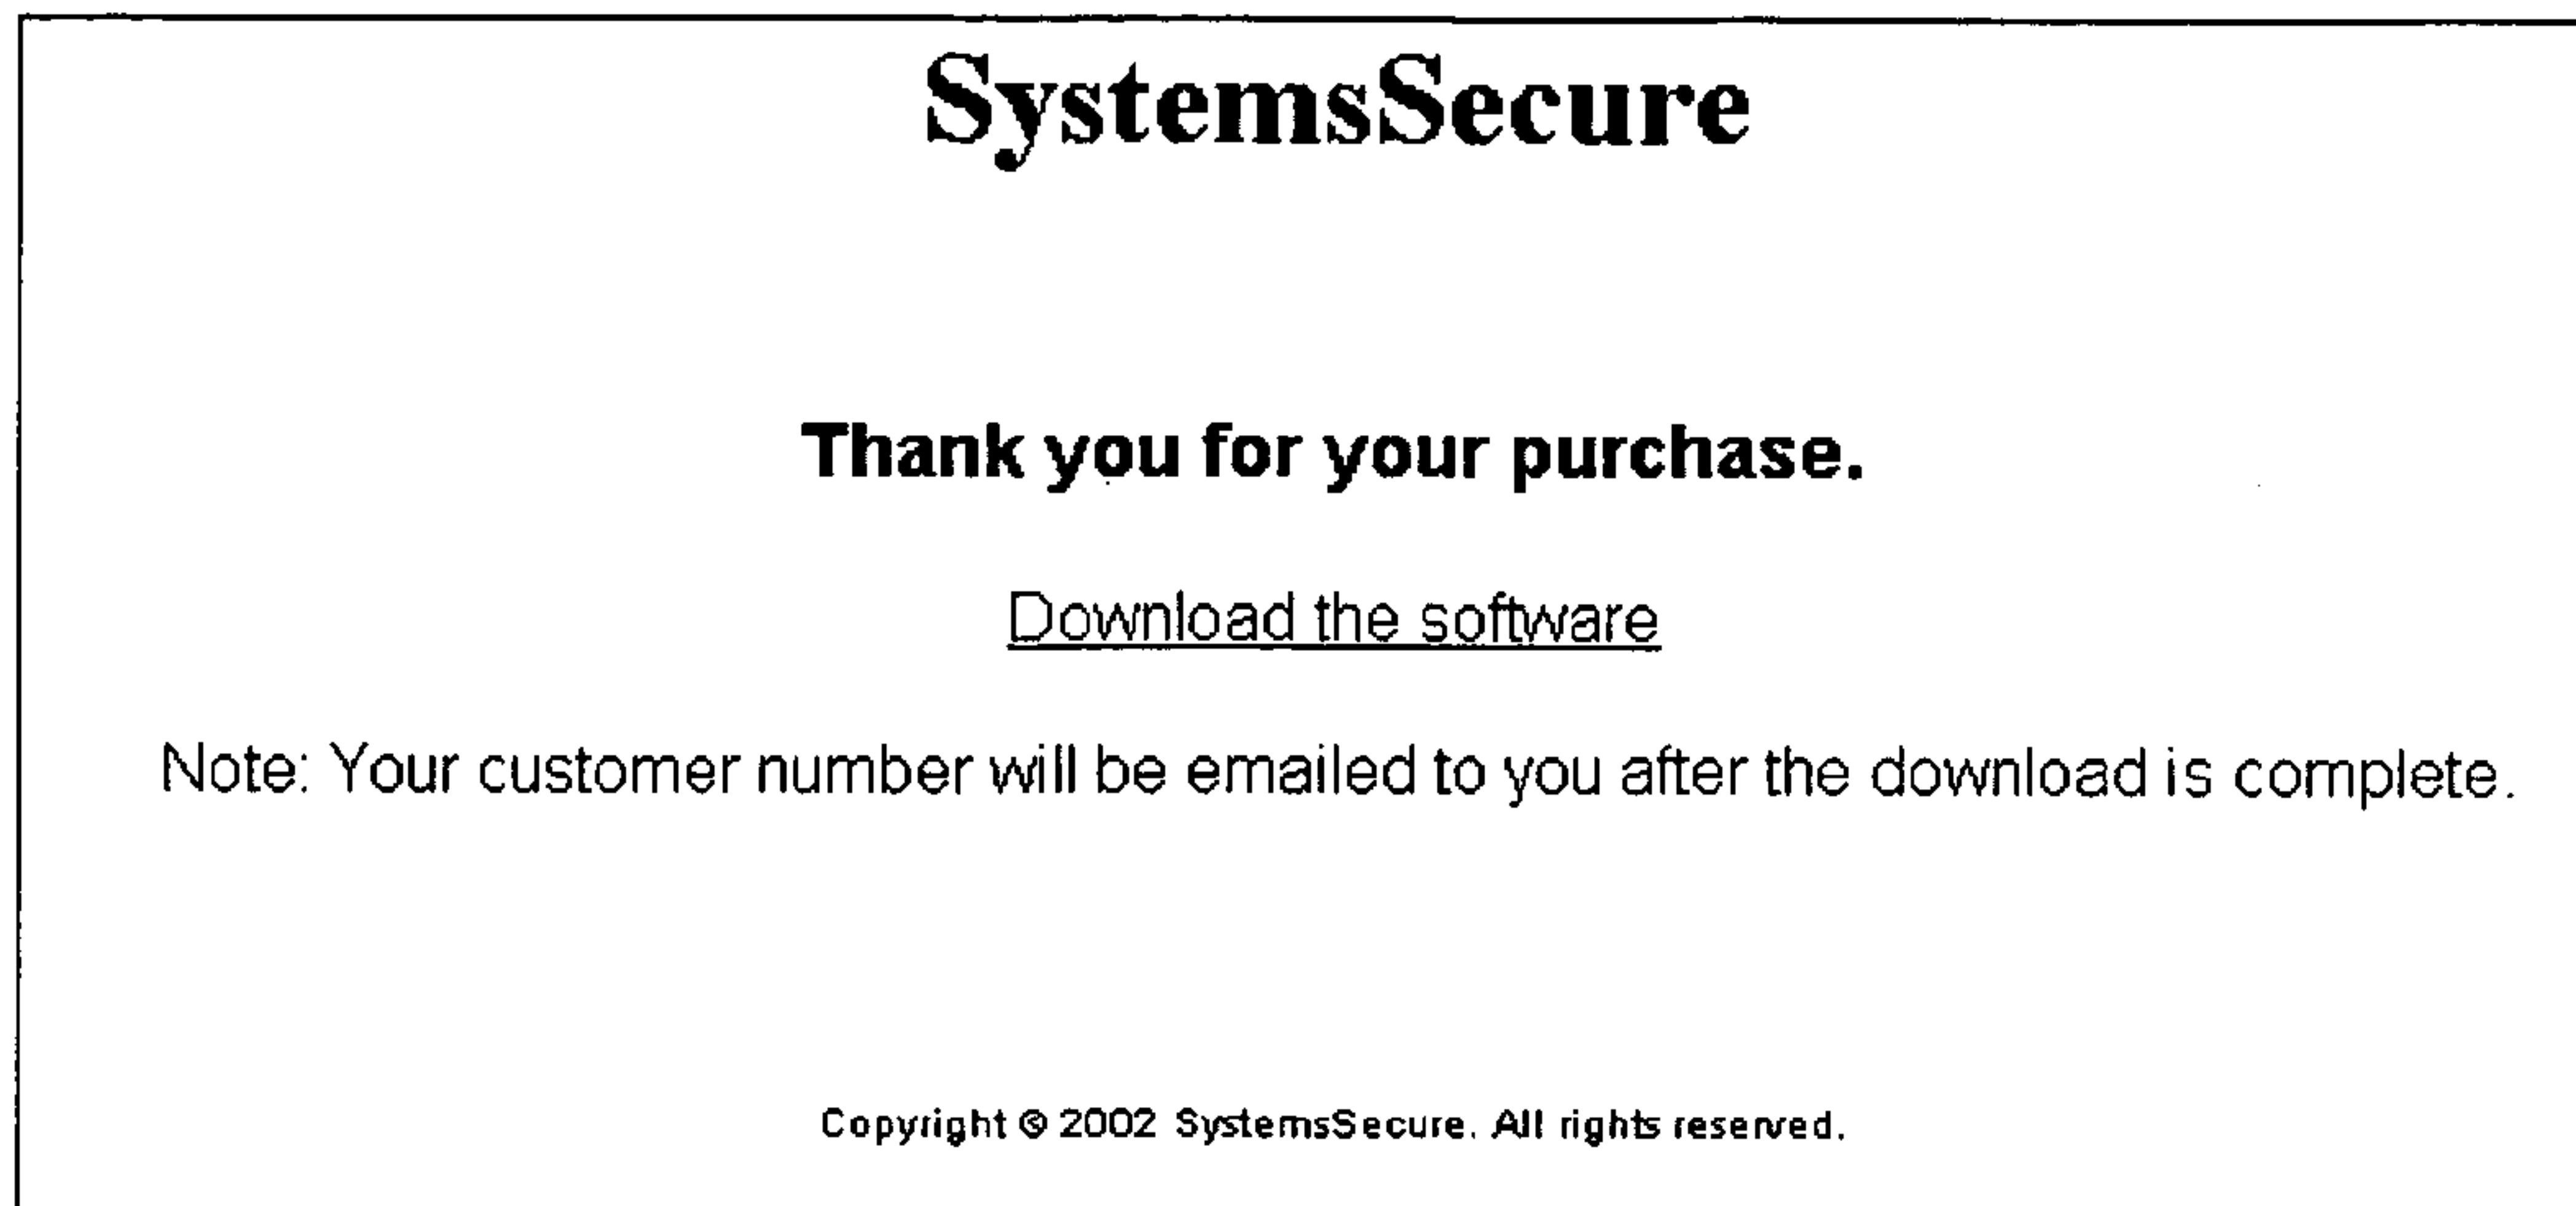 SystemsSecure
Thank you for your purchase.
Download the software
Note: Your customer number will be emailed to you after the download is complete.
Copyright © 2002 SystemsSecure. All rights reserved.